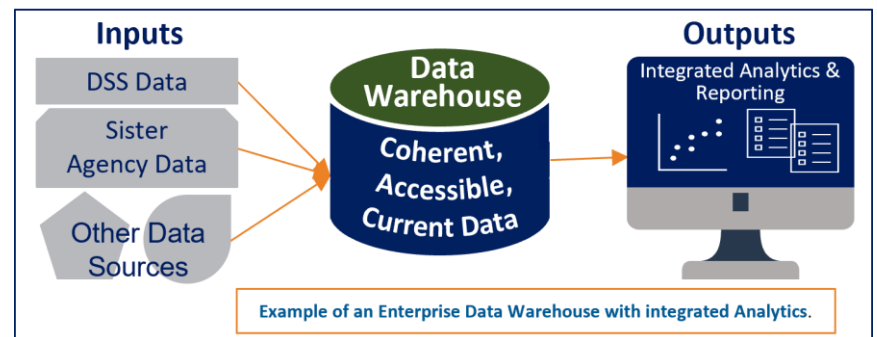 Inputs
DSS Data
Sister
Agency Data
Other Data
Sources
Data
Warehouse
Coherent,
Accessible,
Current Data
Outputs
Integrated Analytics &
Reporting
Example of an Enterprise Data Warehouse with integrated Analytics.